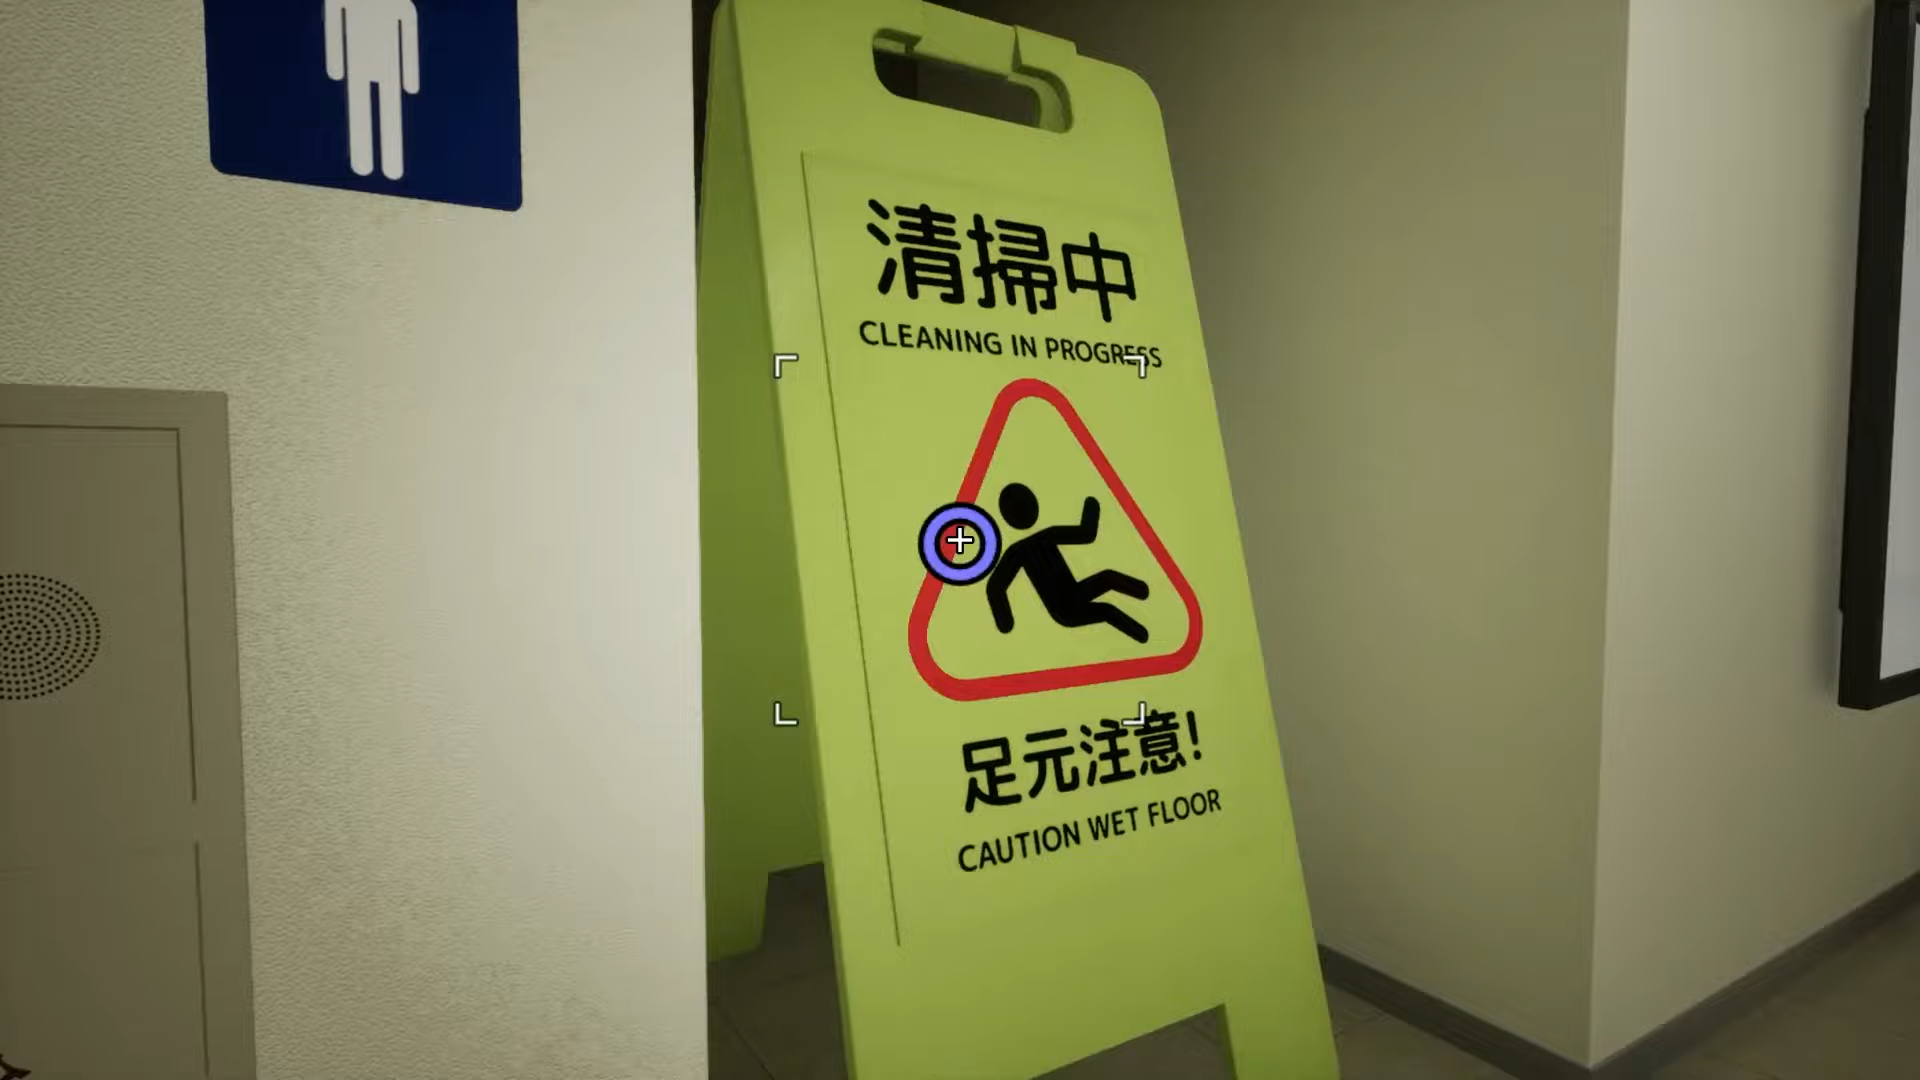 清掃中
CLEANING IN PROGRESS
足元注意!
CAUTION WET FLOOR